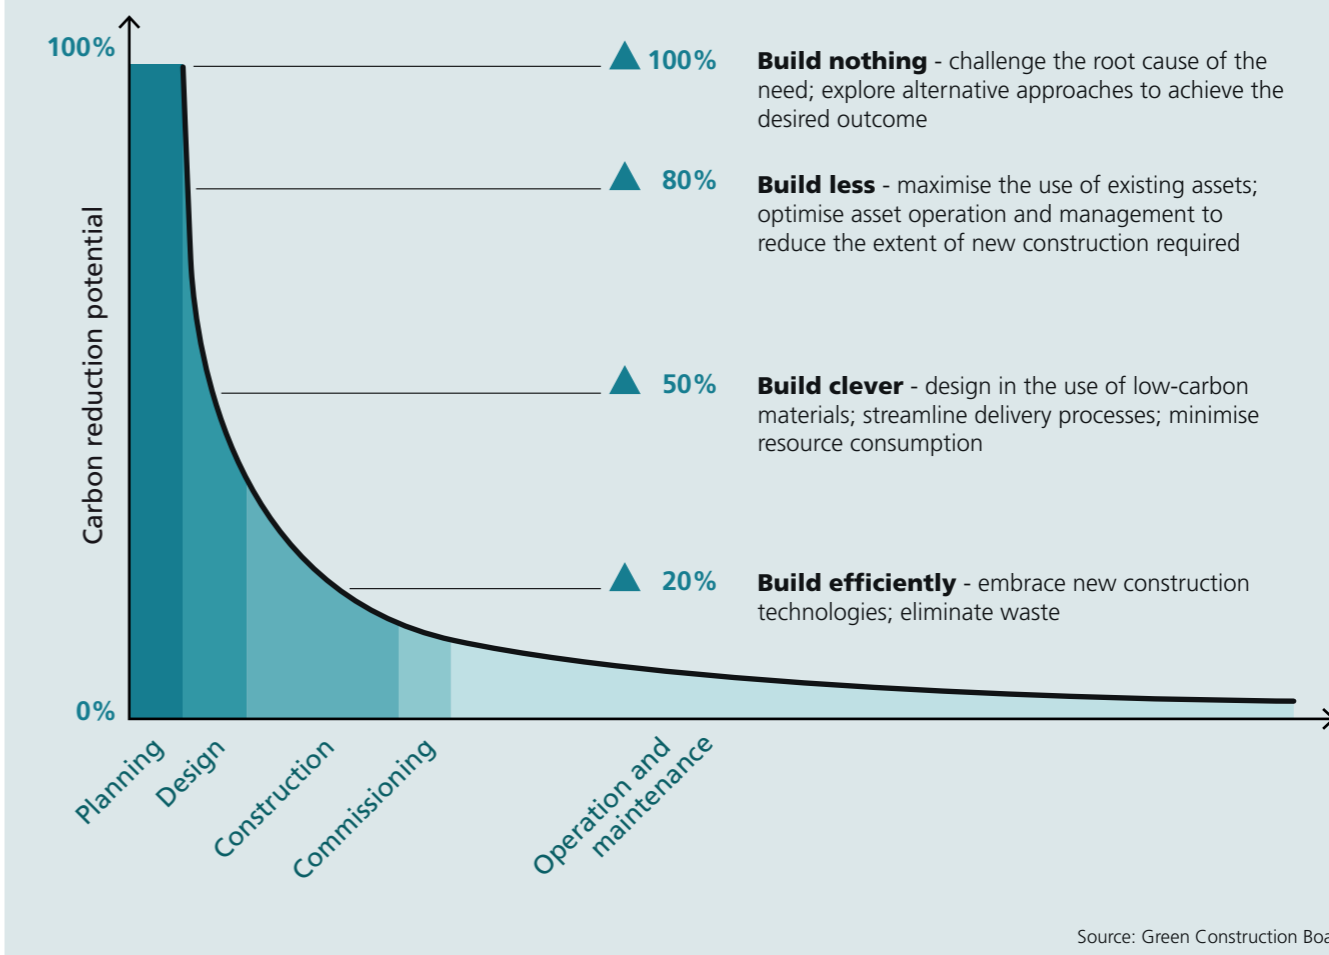 100%
▲ 100%
Build nothing - challenge the root cause of the
need; explore alternative approaches to achieve the
desired outcome
▲ 80%
Build less - maximise the use of existing assets;
optimise asset operation and management to
reduce the extent of new construction required
Carbon reduction potential
▲ 50%
Build clever - design in the use of low-carbon
materials; streamline delivery processes; minimise
resource consumption
▲ 20%
Build efficiently - embrace new construction
technologies; eliminate waste
0%
Planning
Design
Construction
Commissioning
Operation and
maintenance
Source: Green Construction